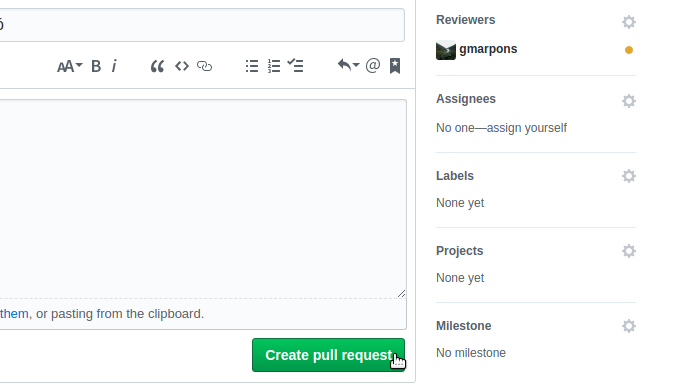 ó
AA B i @
them, or pasting from the clipboard.
Create pull request
Reviewers
gmarpons
Assignees
No one—assign yourself
Labels
None yet
Projects
None yet
Milestone
No milestone